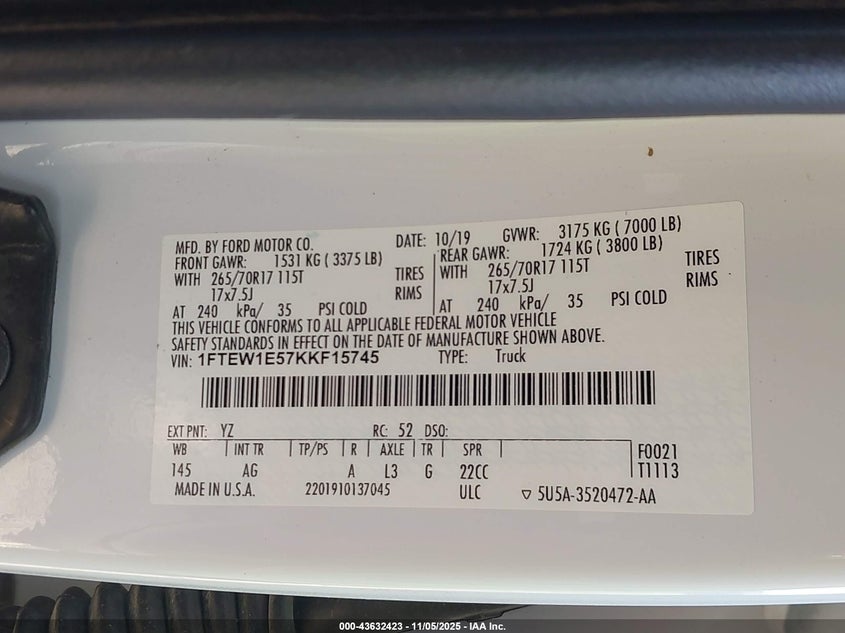 MFD. BY FORD MOTOR CO. DATE: 10/19 GVWR: 3175 KG ( 7000 LB)
FRONT GAWR: 1531 KG ( 3375 LB) REAR GAWR: 1724 KG ( 3800 LB)
WITH 265/70R17 115T TIRES WITH 265/70R17 115T TIRES
17x7.5J RIMS 17x7.5J RIMS
AT 240 kPa/ 35 PSI COLD AT 240 kPa/ 35 PSI COLD
THIS VEHICLE CONFORMS TO ALL APPLICABLE FEDERAL MOTOR VEHICLE
SAFETY STANDARDS IN EFFECT ON THE DATE OF MANUFACTURE SHOWN ABOVE.
VIN: 1FTEW1E57KKF15745 TYPE: Truck
EXT PNT: YZ RC: 52 DSO:
WB INT TR TP/PS R AXLE TR SPR F0021
145 AG A L3 G 22CC T1113
MADE IN U.S.A. 2201910137045 ULC ▽ 5U5A-3520472-AA
000-43632423 - 11/05/2025 - IAA Inc.